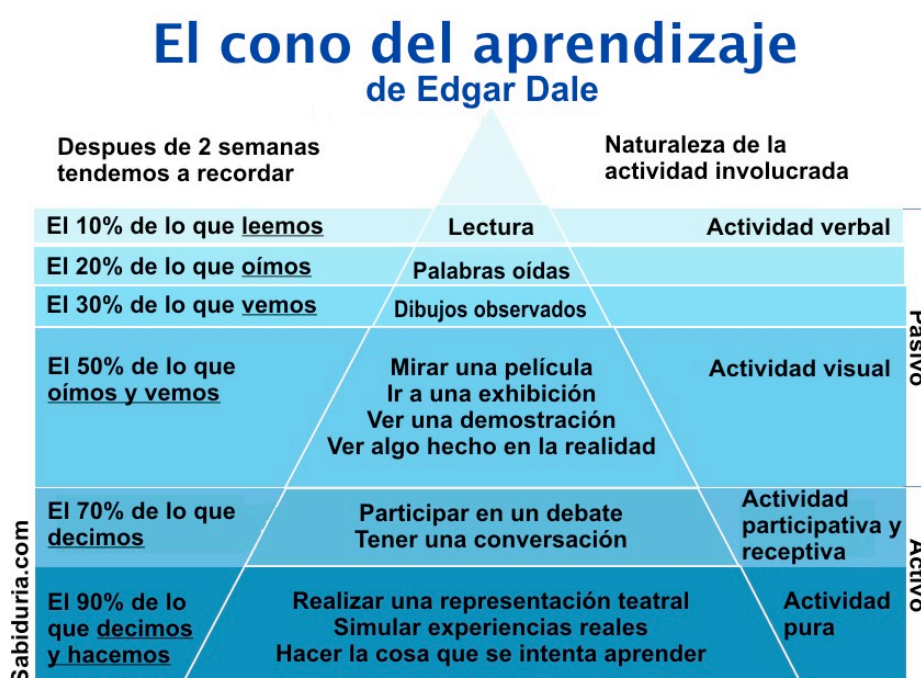 El cono del aprendizaje
de Edgar Dale
Despues de 2 semanas
tendemos a recordar
Naturaleza de la
actividad involucrada
El 10% de lo que leemos
Lectura
Actividad verbal
El 20% de lo que oímos
Palabras oídas
El 30% de lo que vemos
Dibujos observados
Pasivo
El 50% de lo que
oímos y vemos
Mirar una película
Ir a una exhibición
Ver una demostración
Ver algo hecho en la realidad
Actividad visual
El 70% de lo que
decimos
Participar en un debate
Tener una conversación
Actividad
participativa y
receptiva
Activo
El 90% de lo
que decimos
y hacemos
Realizar una representación teatral
Simular experiencias reales
Hacer la cosa que se intenta aprender
Actividad
pura
Sabiduria.com